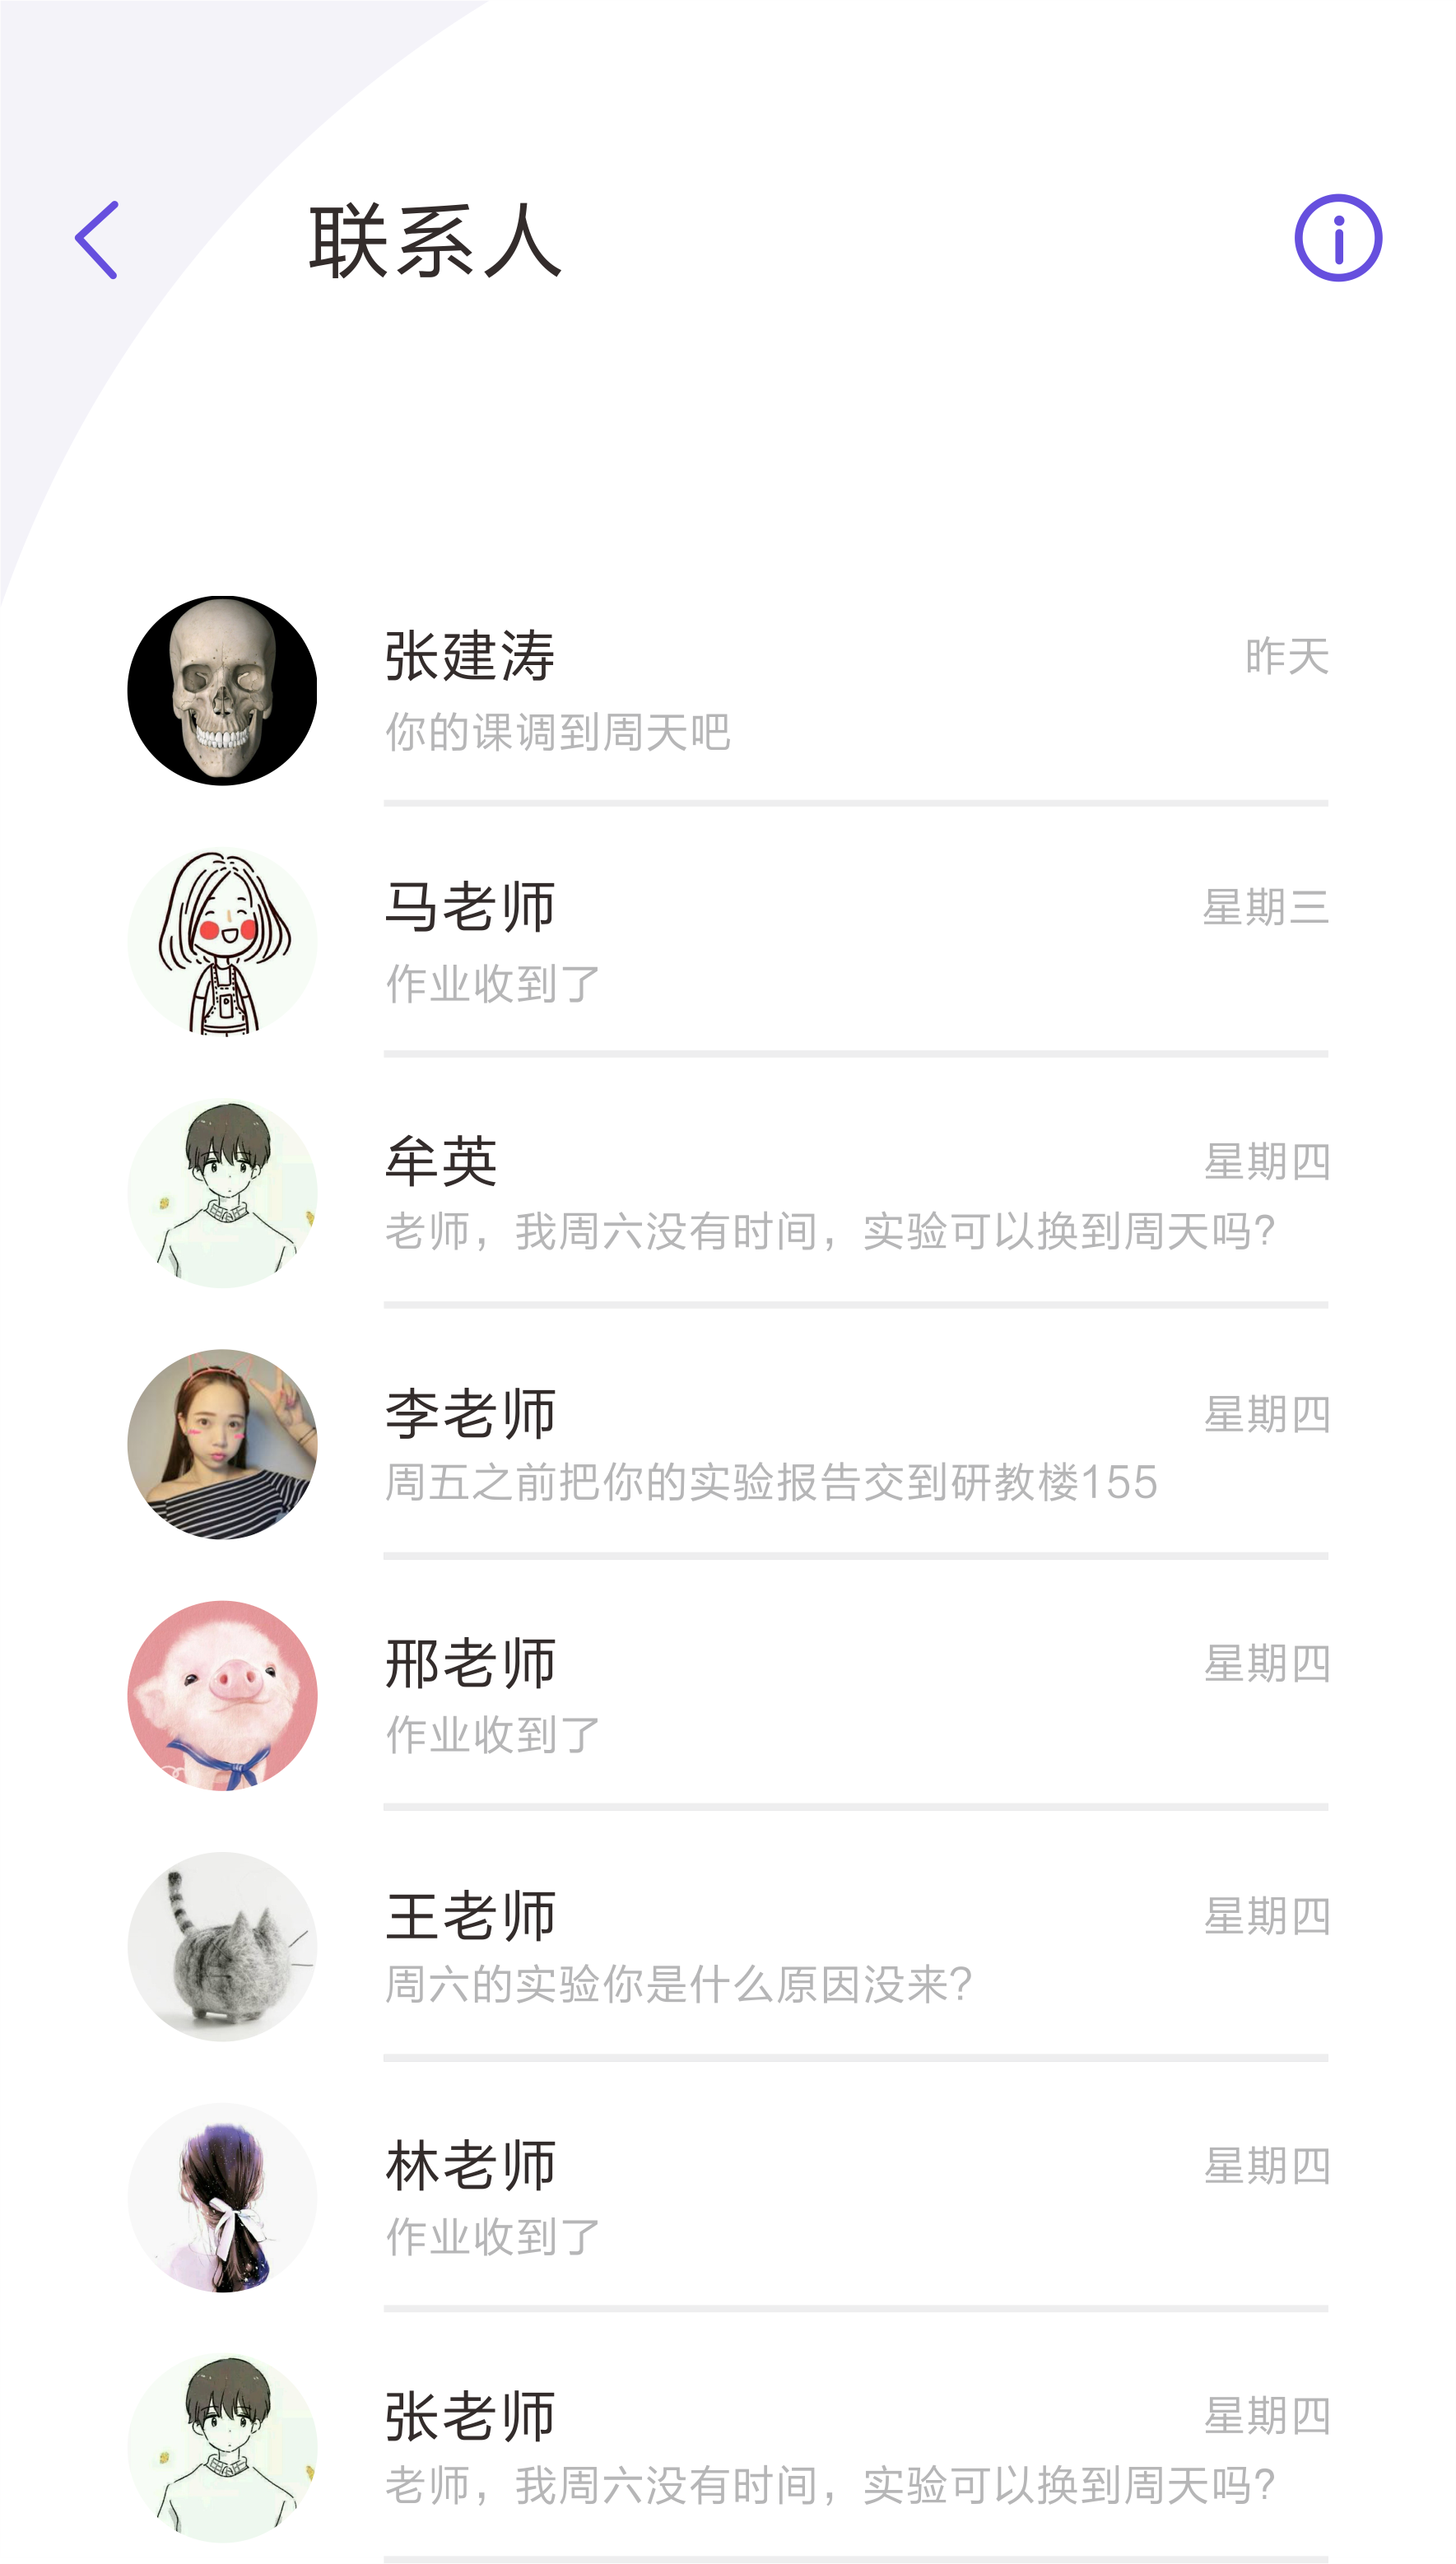 联系人
张建涛
昨天
你的课调到周天吧
马老师
星期三
作业收到了
牟英
星期四
老师，我周六没有时间，实验可以换到周天吗?
李老师
星期四
周五之前把你的实验报告交到研教楼155
邢老师
星期四
作业收到了
王老师
星期四
周六的实验你是什么原因没来?
林老师
星期四
作业收到了
张老师
星期四
老师，我周六没有时间，实验可以换到周天吗?